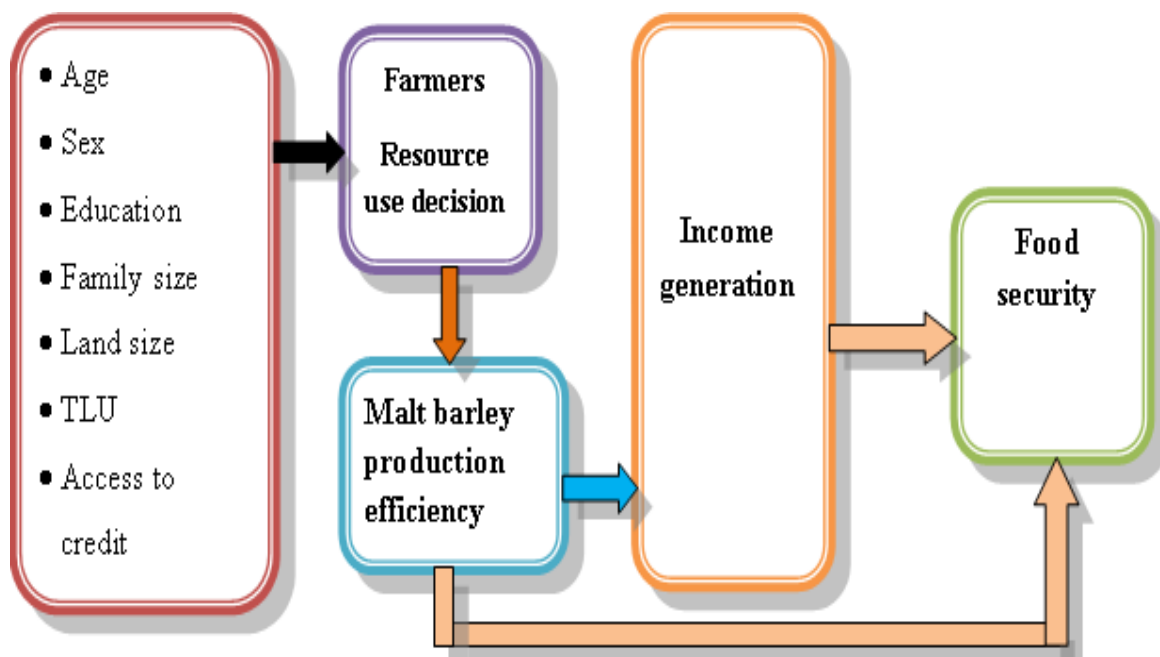 • Age
• Sex
• Education
• Family size
• Land size
• TLU
• Access to
credit
Farmers
Resource
use decision
Malt barley
production
efficiency
Income
generation
Food
security